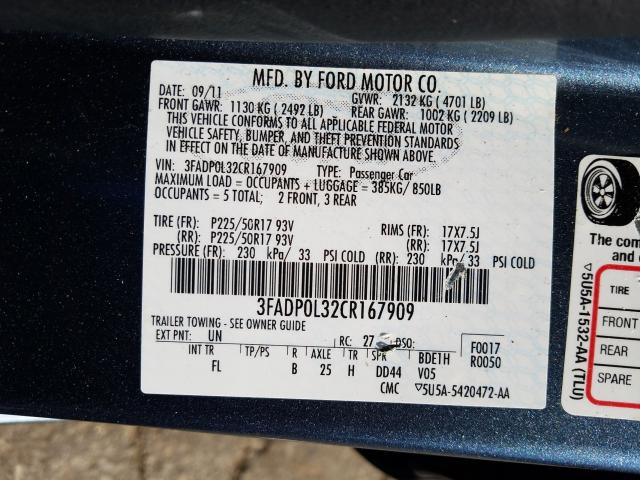 MFD. BY FORD MOTOR CO.
DATE: 09/11 GVWR: 2132 KG ( 4701 LB)
FRONT GAWR: 1130 KG ( 2492 LB) REAR GAWR: 1002 KG ( 2209 LB)
THIS VEHICLE CONFORMS TO ALL APPLICABLE FEDERAL MOTOR
VEHICLE SAFETY, BUMPER, AND THEFT PREVENTION STANDARDS
IN EFFECT ON THE DATE OF MANUFACTURE SHOWN ABOVE.
VIN: 3FADP0L32CR167909 TYPE: Passenger Car
MAXIMUM LOAD = OCCUPANTS + LUGGAGE = 385KG/ 850LB
OCCUPANTS = 5 TOTAL; 2 FRONT, 3 REAR
TIRE (FR): P225/50R17 93V RIMS (FR): 17X7.5J
(RR): P225/50R17 93V (RR): 17X7.5J
PRESSURE (FR): 230 kPa/ 33 PSI COLD (RR): 230 kPa/ 33 PSI COLD
3FADP0L32CR167909
TRAILER TOWING - SEE OWNER GUIDE
EXT PNT: UN RC: 27 DSO: F0017
R0050
INT TR TP/PS R AXLE TR SPR BDE1H
FL B 25 H DD44 V05
CMC ▽5U5A-5420472-AA
The com
and c
TIRE
FRONT
REAR
SPARE
▽5U5A-1532-AA (TLU)